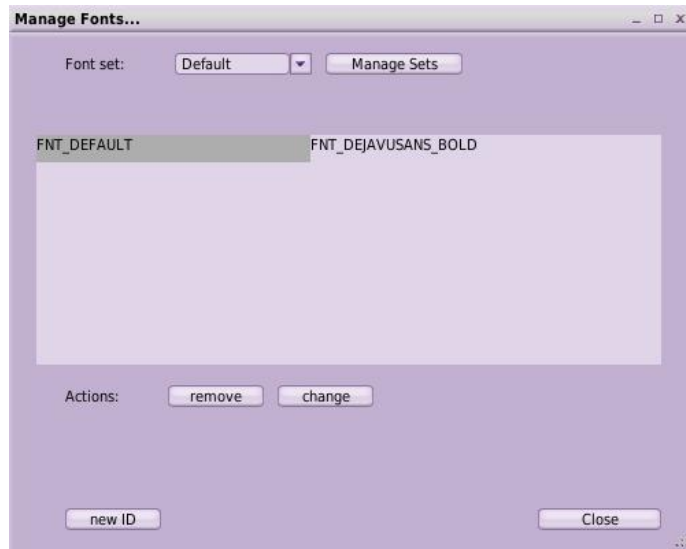 Manage Fonts...
Font set: Default Manage Sets
FNT_DEFAULT FNT_DEJAVUSANS_BOLD
Actions: remove change
new ID Close